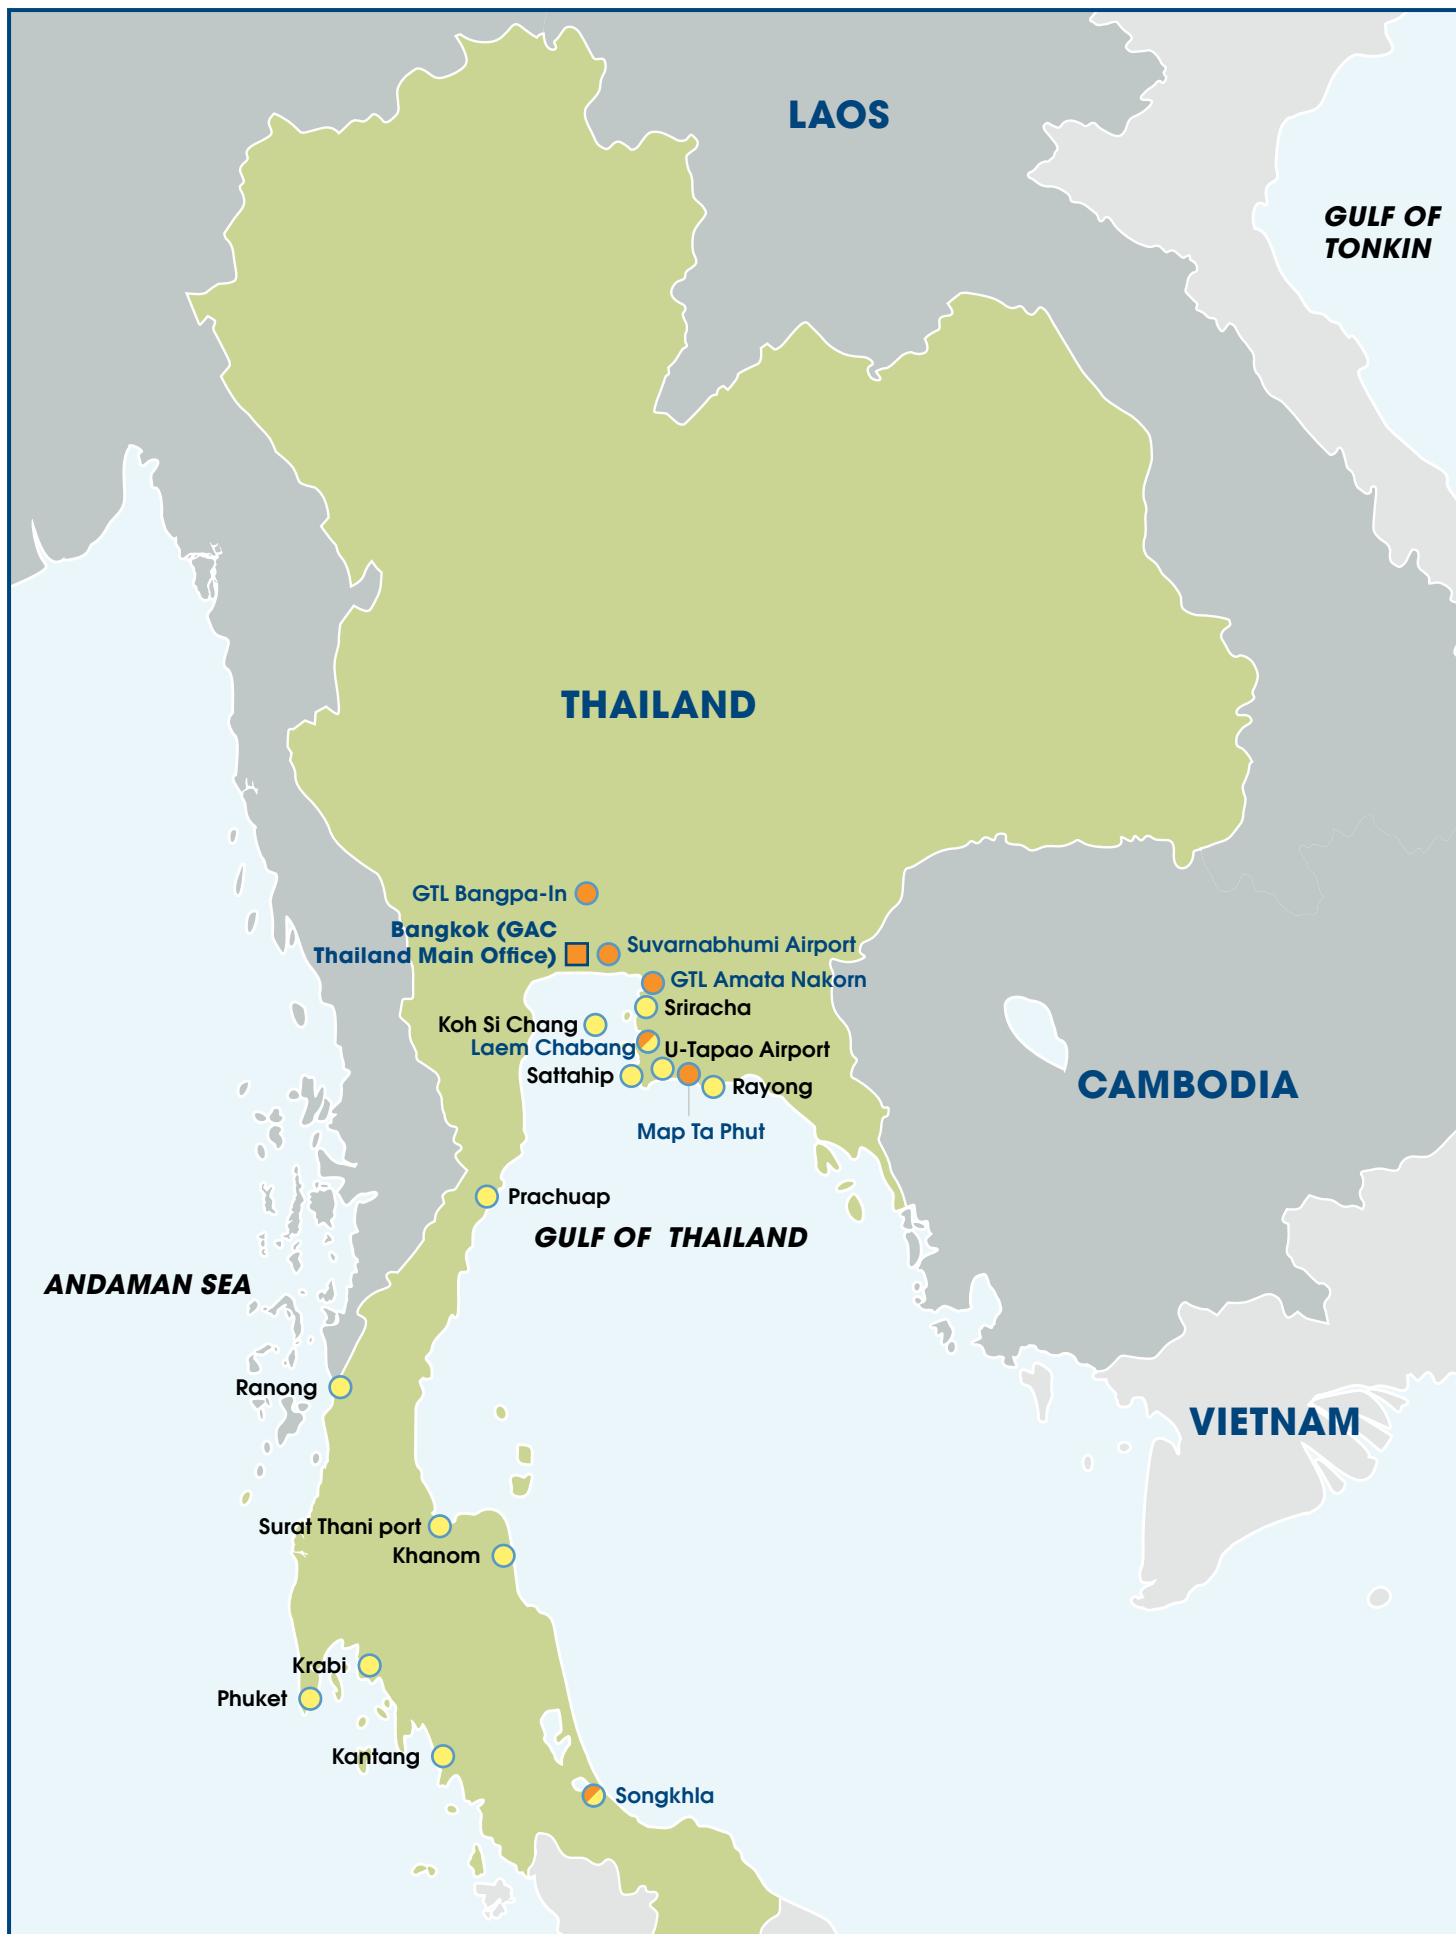 LAOS
GULF OF
TONKIN
THAILAND
GTL Bangpa-In
Bangkok (GAC
Thailand Main Office)
Suvarnabhumi Airport
GTL Amata Nakorn
Sriracha
Koh Si Chang
Laem Chabang
U-Tapao Airport
Sattahip
Rayong
CAMBODIA
Map Ta Phut
Prachuap
GULF OF THAILAND
ANDAMAN SEA
Ranong
VIETNAM
Surat Thani port
Khanom
Krabi
Phuket
Kantang
Songkhla